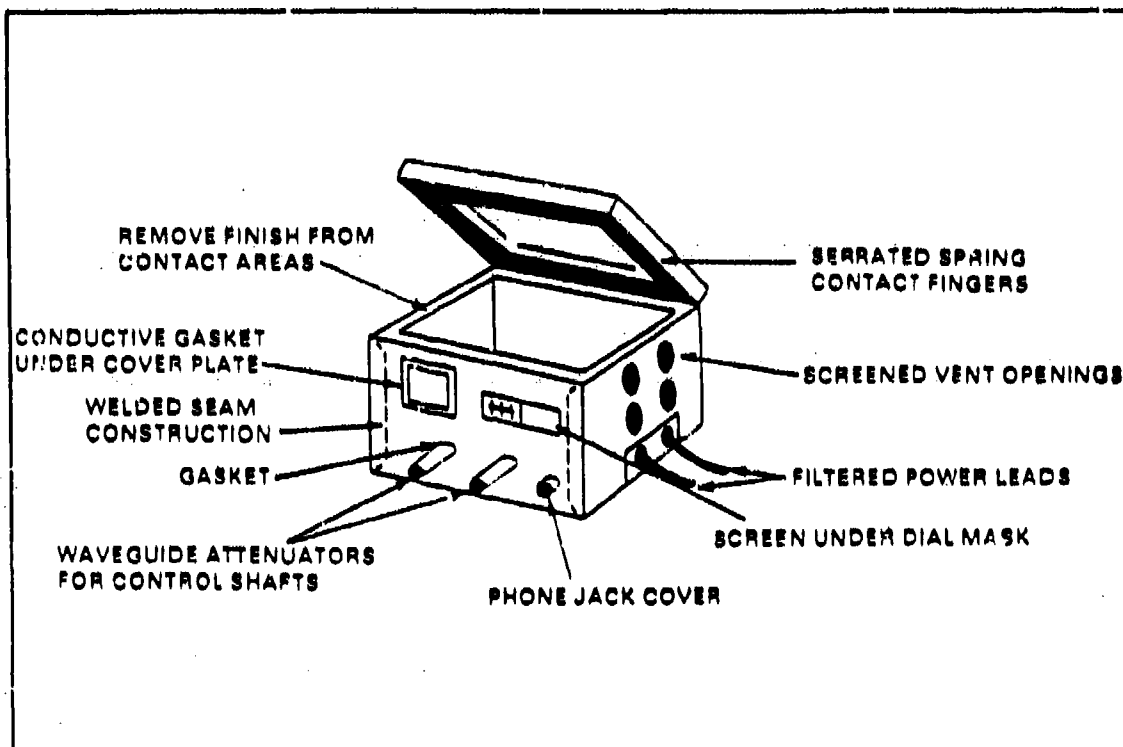 REMOVE FINISH FROM
CONTACT AREAS
SERRATED SPRING
CONTACT FINGERS
CONDUCTIVE GASKET
UNDER COVER PLATE
SCREENED VENT OPENINGS
WELDED SEAM
CONSTRUCTION
GASKET
FILTERED POWER LEADS
SCREEN UNDER DIAL MASK
WAVEGUIDE ATTENUATORS
FOR CONTROL SHAFTS
PHONE JACK COVER